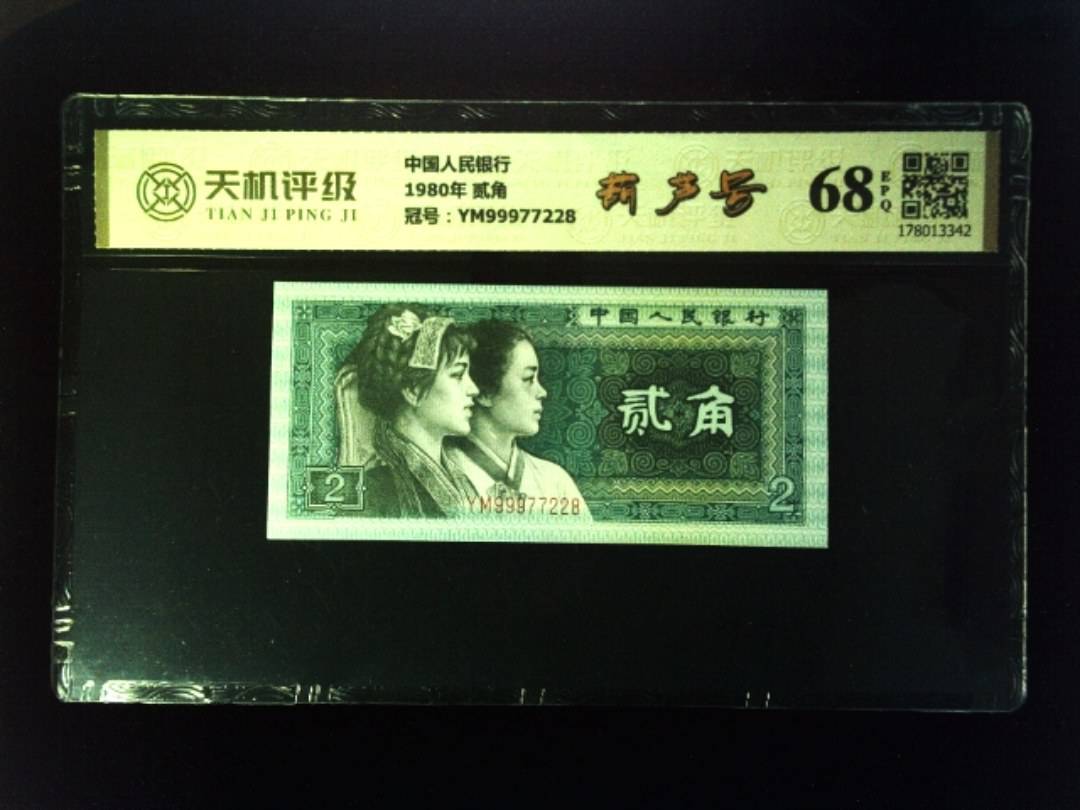 天机评级
TIAN JI PING JI
中国人民银行
1980年 贰角
冠号：YM99977228
葫芦号
68
EPQ
178013342
中国人民银行
贰角
2
YM99977228
2